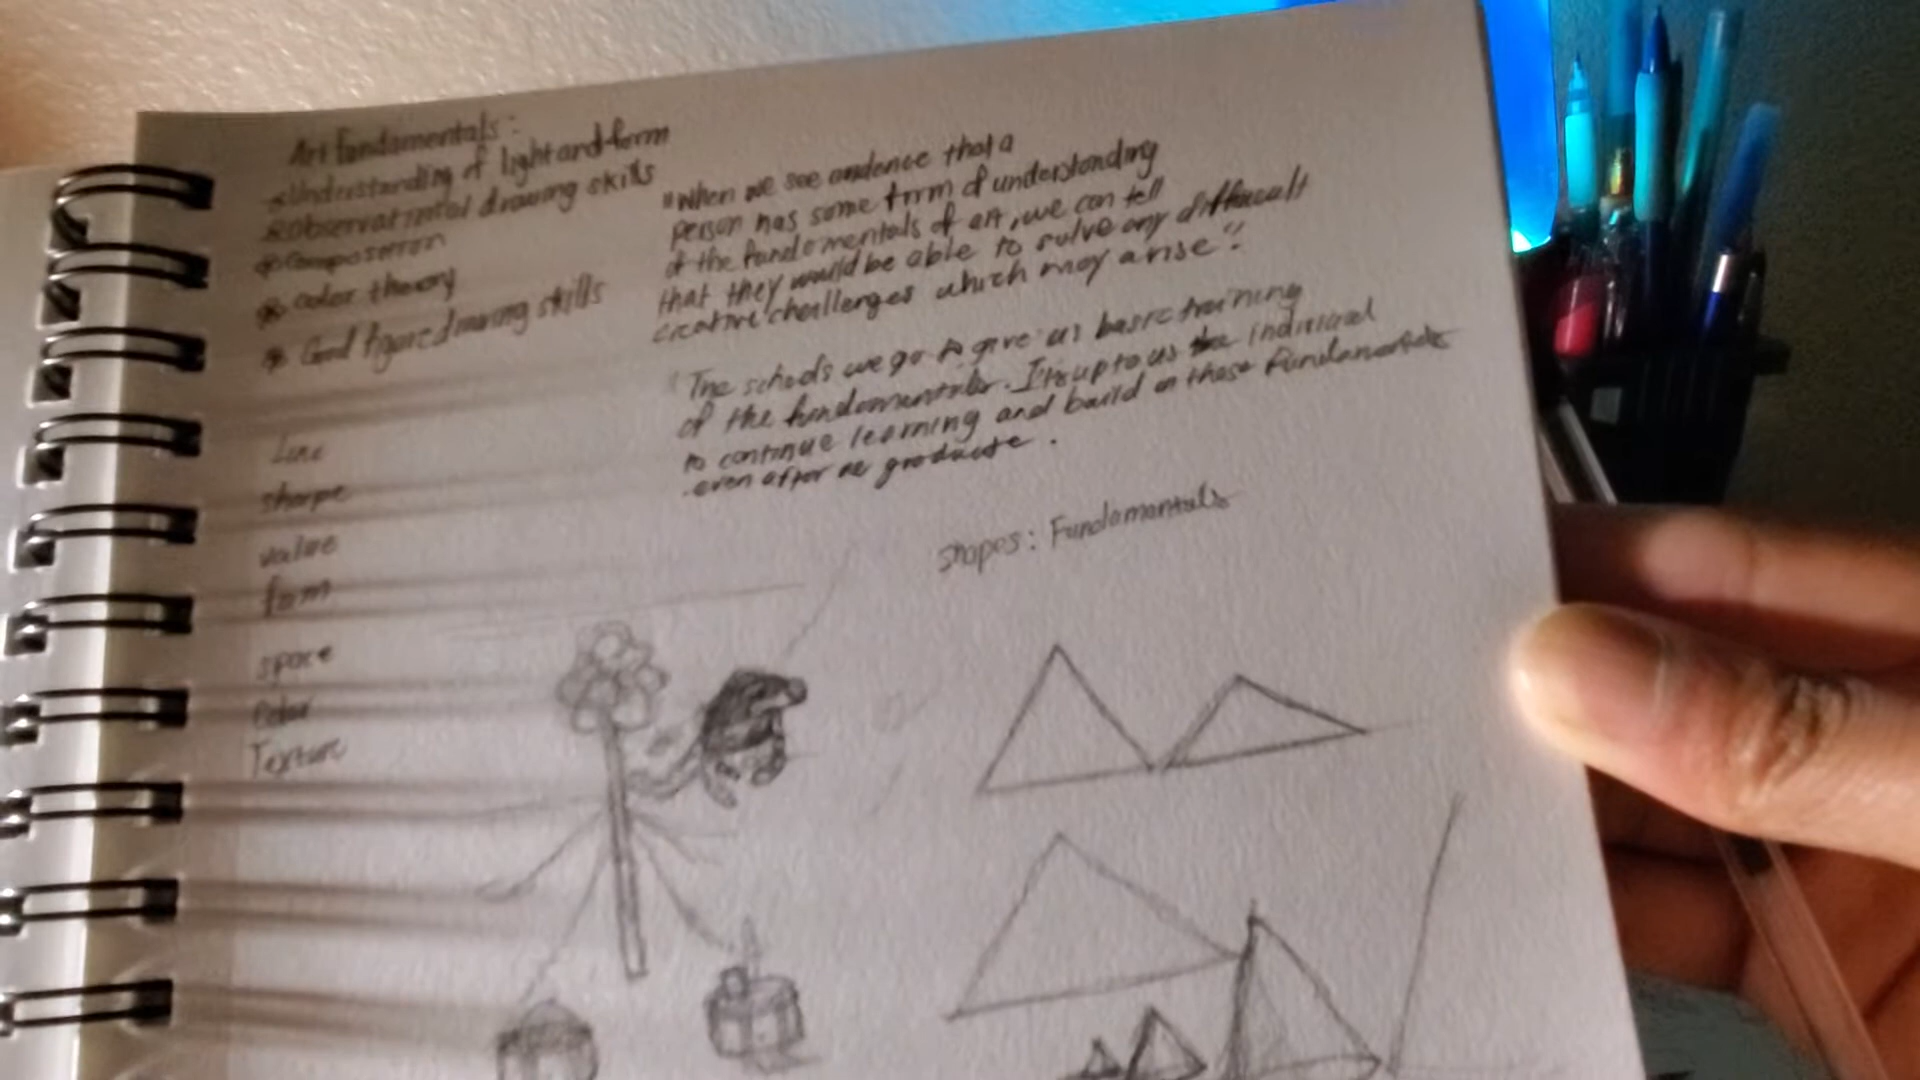 Art fundamentals:
* Understanding of light and form
* Observational drawing skills
* Composition
* color theory
* Good figure drawing skills
"When we see evidence that a
person has some form of understanding
of the fundamentals of art, we can tell
that they would be able to solve any difficult
creative challenges which may arise".
"The schools we go to give us basic training
of the fundamentals. It's up to us the individual
to continue learning and build on these fundamentals
even after we graduate.
Line
shape
value
form
space
Color
Texture
Shapes: Fundamentals